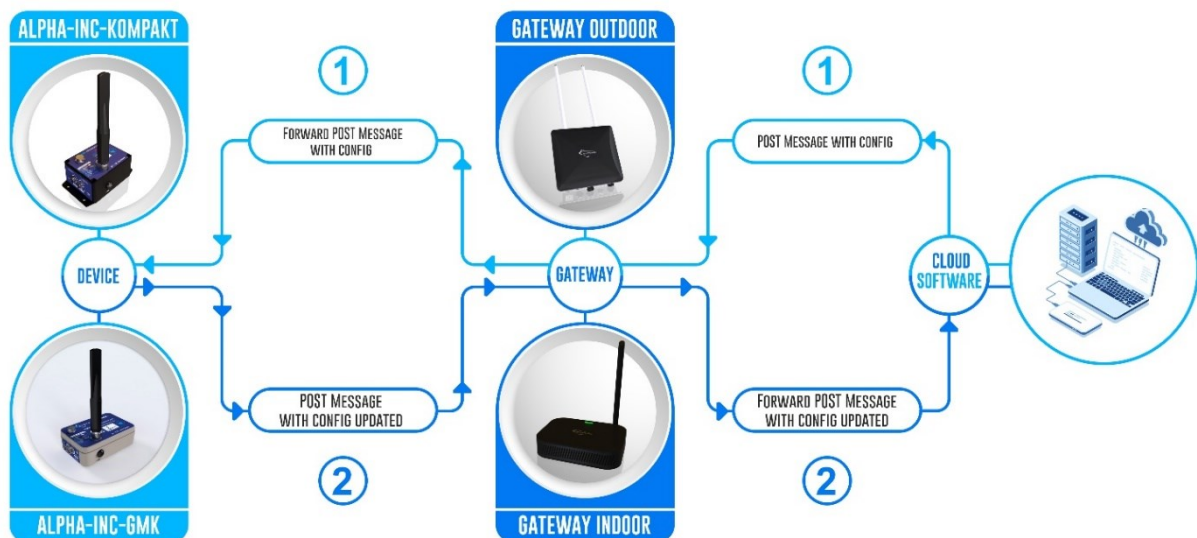 ALPHA-INC-KOMPAKT
GATEWAY OUTDOOR
1
1
FORWARD POST MESSAGE
WITH CONFIG
POST MESSAGE WITH CONFIG
DEVICE
GATEWAY
CLOUD
SOFTWARE
POST MESSAGE
WITH CONFIG UPDATED
FORWARD POST MESSAGE
WITH CONFIG UPDATED
2
2
ALPHA-INC-GMK
GATEWAY INDOOR